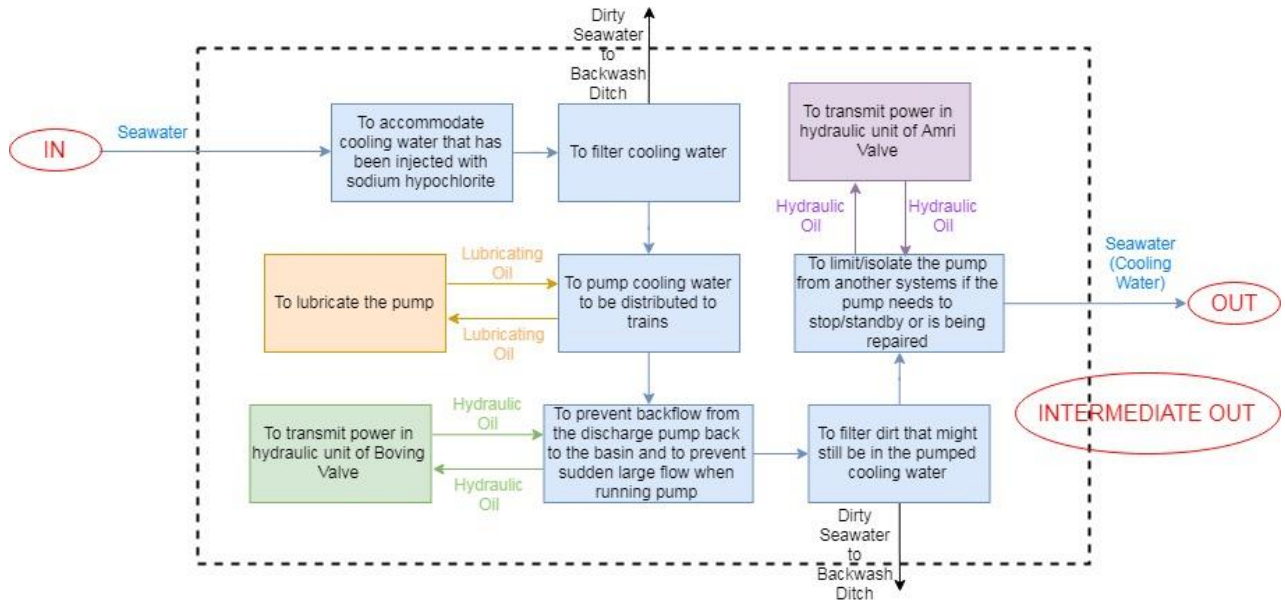 Dirty
Seawater
to
Backwash
Ditch
IN
Seawater
To accommodate
cooling water that has
been injected with
sodium hypochlorite
To filter cooling water
To transmit power in
hydraulic unit of Amri
Valve
Hydraulic
Oil
Hydraulic
Oil
To lubricate the pump
Lubricating
Oil
Lubricating
Oil
To pump cooling water
to be distributed to
trains
To limit/isolate the pump
from another systems if the
pump needs to
stop/standby or is being
repaired
Seawater
(Cooling
Water)
OUT
INTERMEDIATE OUT
To transmit power in
hydraulic unit of Boving
Valve
Hydraulic
Oil
Hydraulic
Oil
To prevent backflow from
the discharge pump back
to the basin and to prevent
sudden large flow when
running pump
To filter dirt that might
still be in the pumped
cooling water
Dirty
Seawater
to
Backwash
Ditch